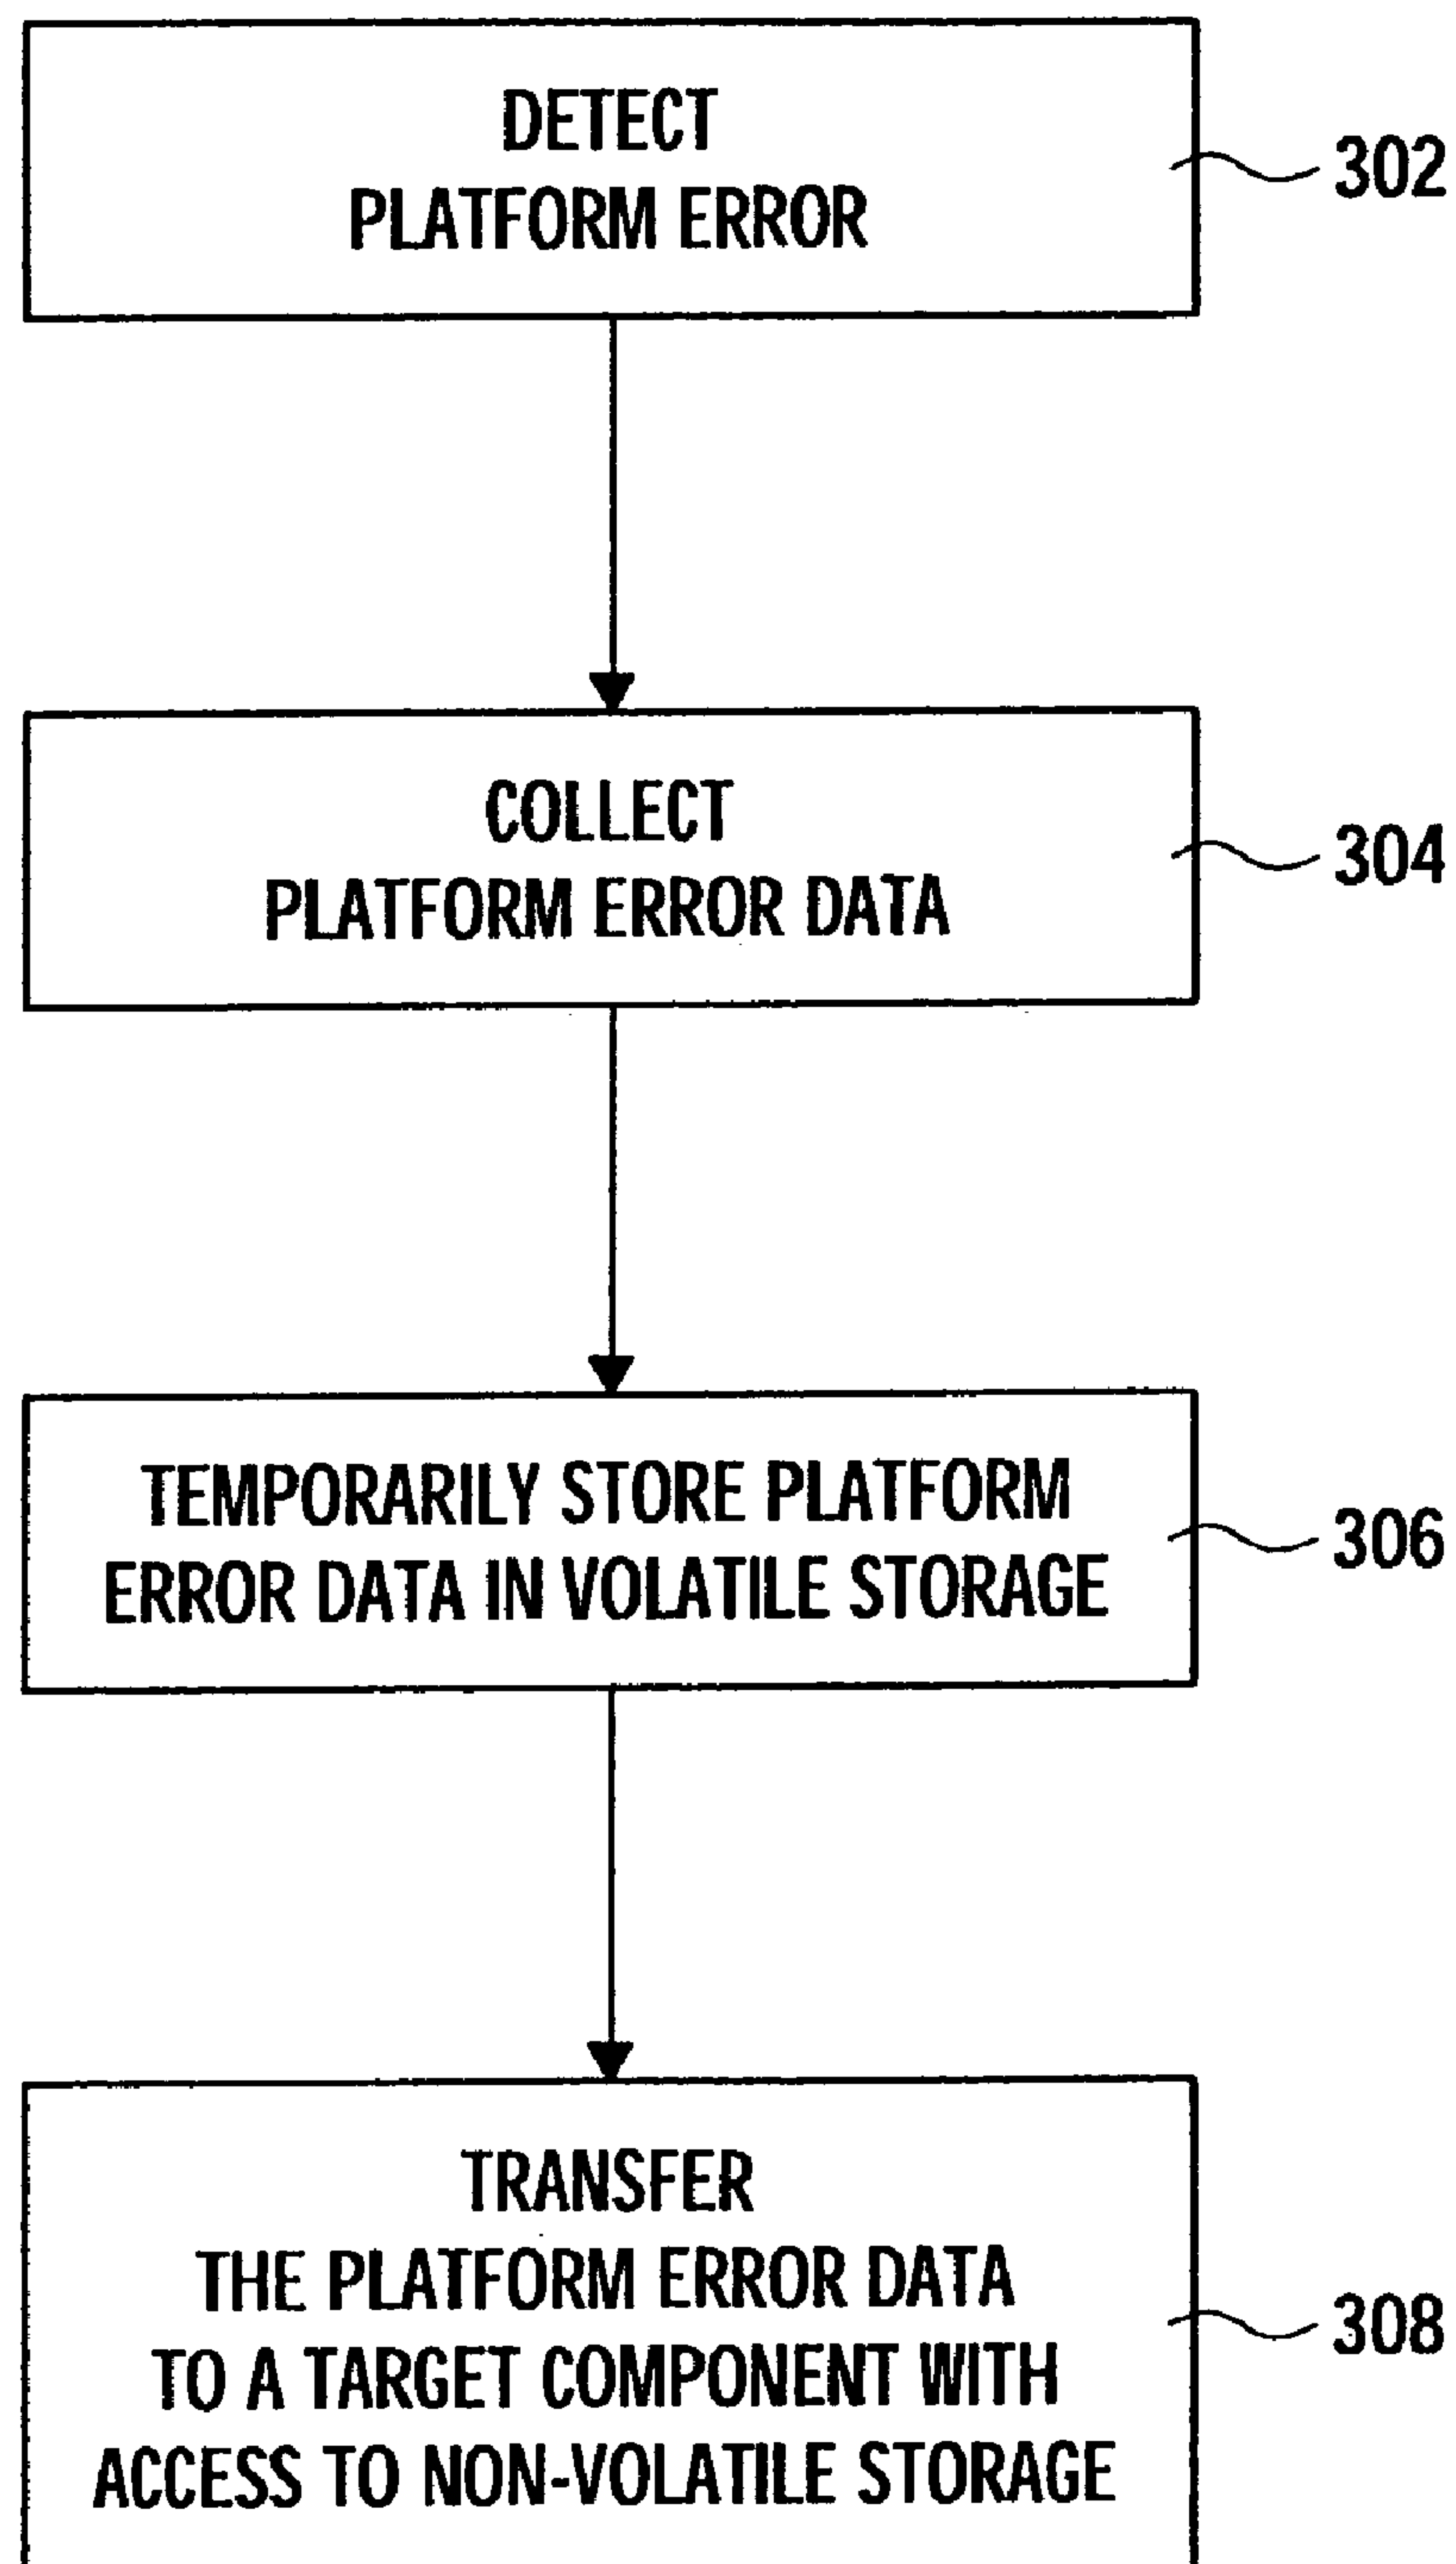 DETECT
PLATFORM ERROR
302
COLLECT
PLATFORM ERROR DATA
304
TEMPORARILY STORE PLATFORM
ERROR DATA IN VOLATILE STORAGE
306
TRANSFER
THE PLATFORM ERROR DATA
TO A TARGET COMPONENT WITH
ACCESS TO NON-VOLATILE STORAGE
308